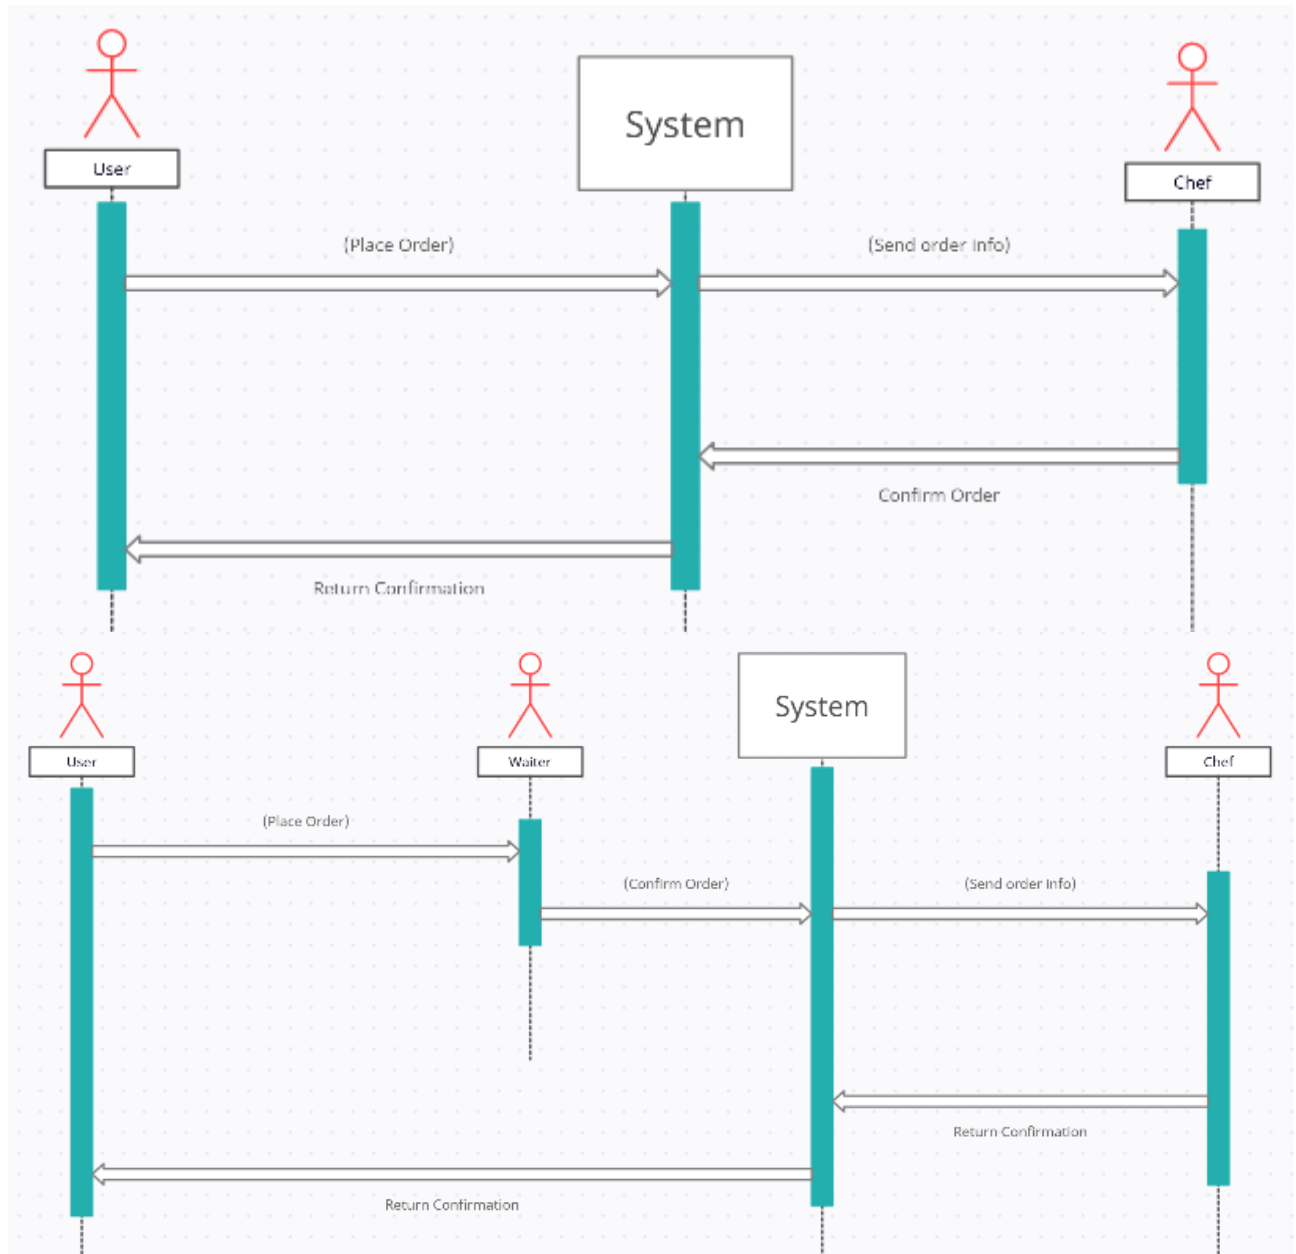 System
User
Chef
(Place Order)
(Send order Info)
Confirm Order
Return Confirmation
System
User
Waiter
Chef
(Place Order)
(Confirm Order)
(Send order Info)
Return Confirmation
Return Confirmation